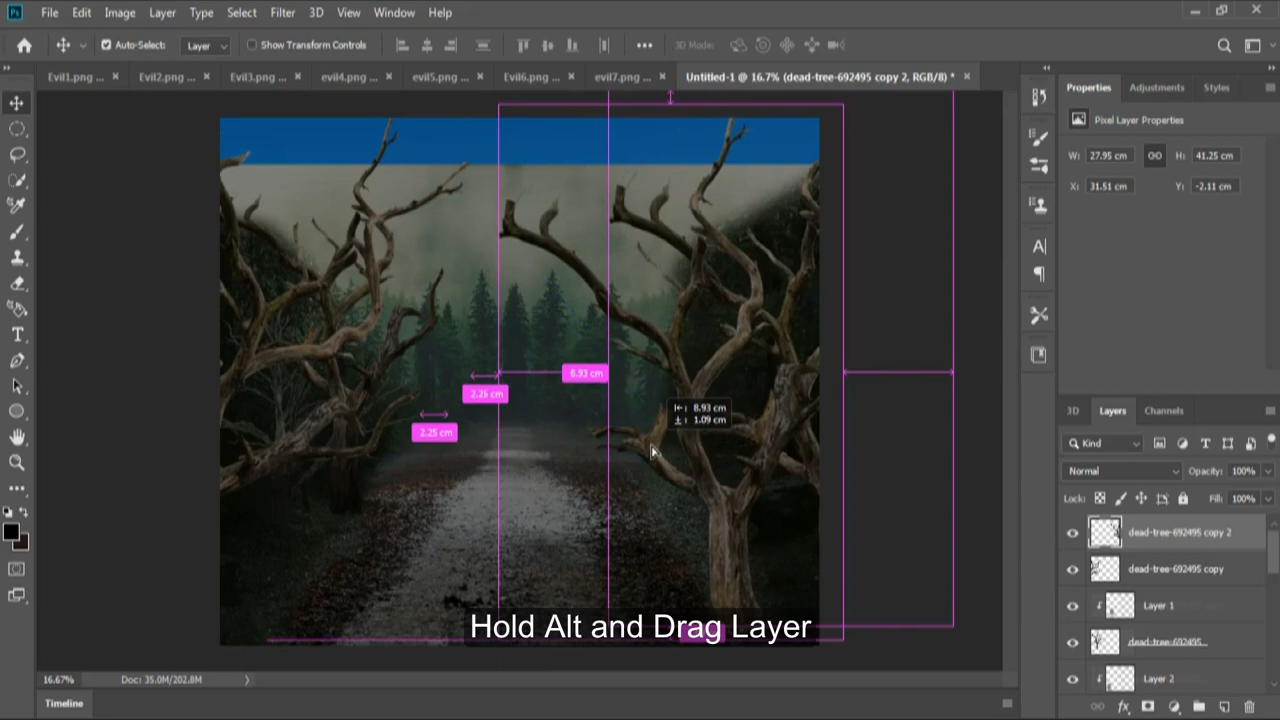 Ps File Edit Image Layer Type Select Filter 3D View Window Help
Auto-Select: Layer Show Transform Controls 3D Mode:
Evil1.png ... Evil2.png ... Evil3.png ... evil4.png ... evil5.png ... Evil6.png ... evil7.png ... Untitled-1 @ 16.7% (dead-tree-692495 copy 2, RGB/8) *
Properties Adjustments Styles
Pixel Layer Properties
W: 27.95 cm H: 41.25 cm
X: 31.51 cm Y: -2.11 cm
8.93 cm
2.25 cm
2.25 cm
8.93 cm
1.09 cm
3D Layers Channels
Kind
Normal Opacity: 100%
Lock: Fill: 100%
dead-tree-692495 copy 2
dead-tree-692495 copy
Layer 1
dead-tree-692495...
Layer 2
Hold Alt and Drag Layer
16.67% Doc: 35.0M/202.8M
Timeline